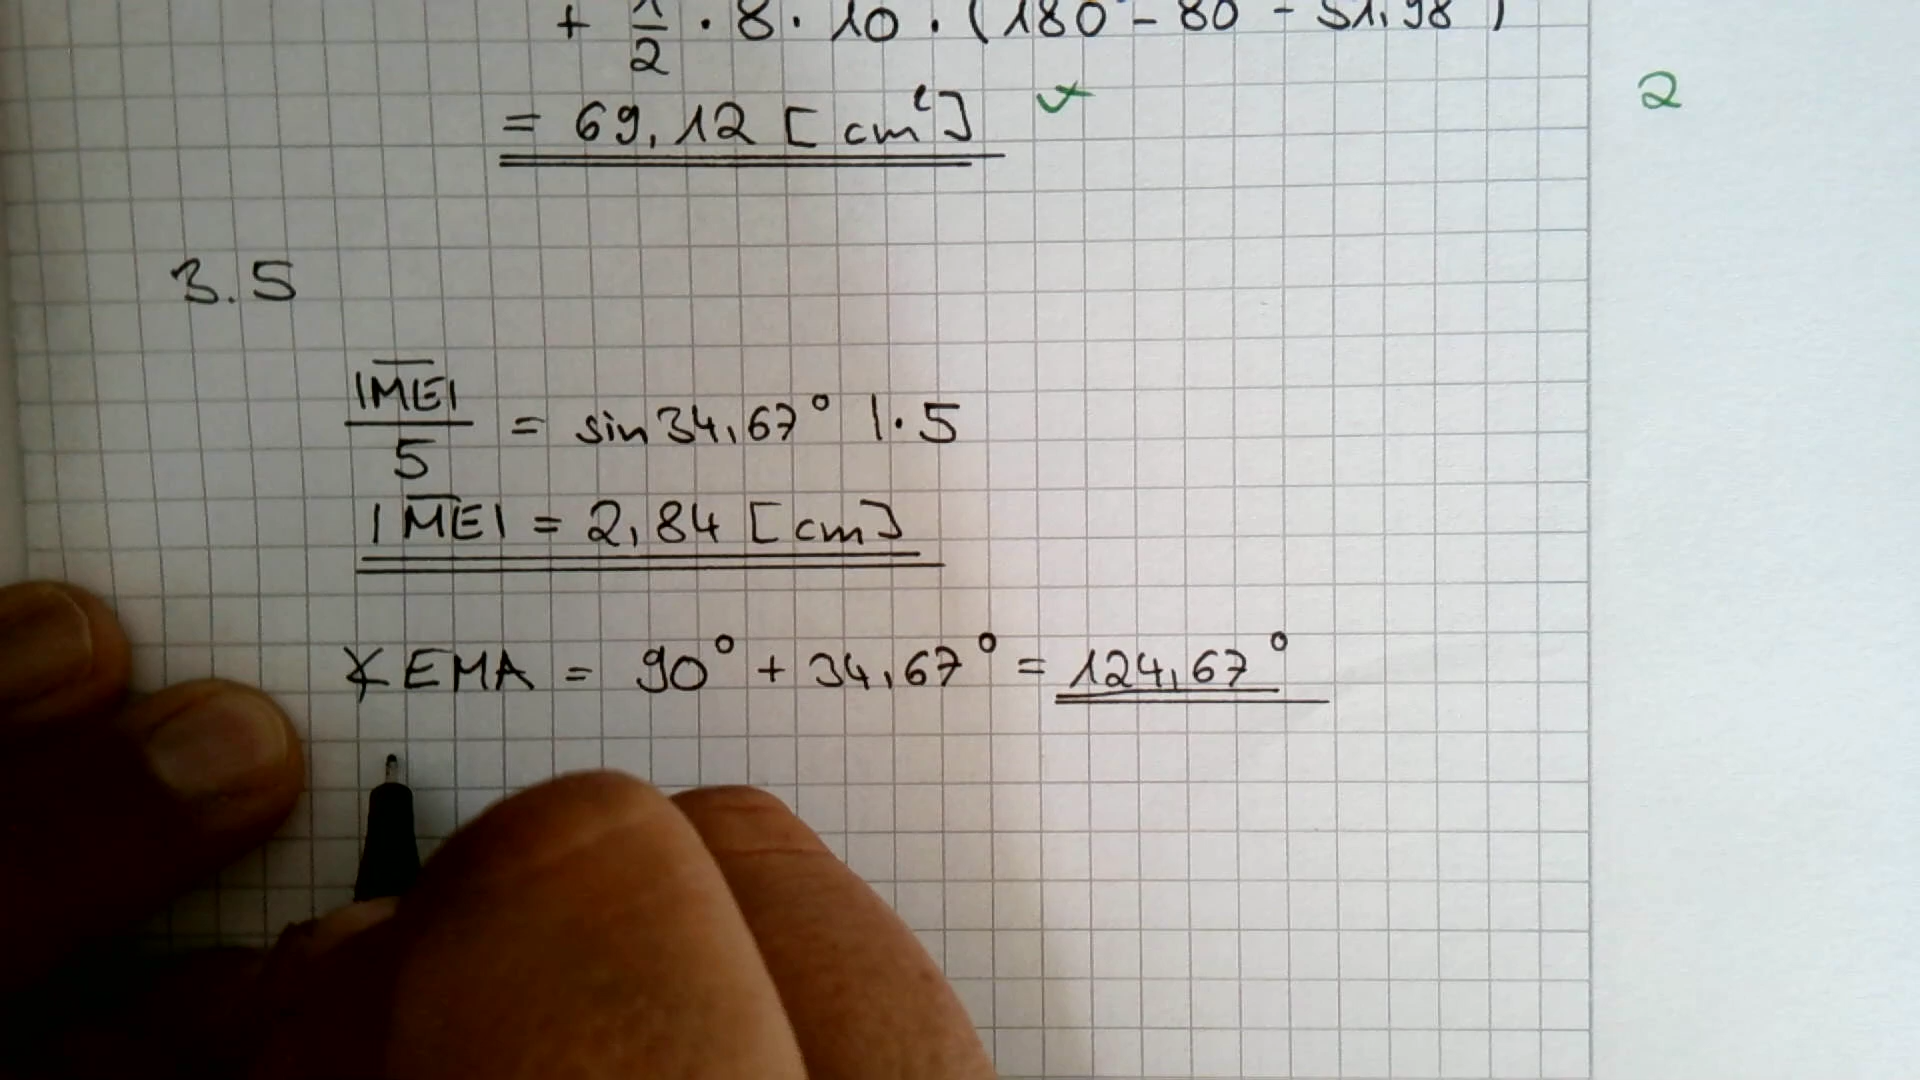 + 1/2 · 8 · 10 · (180 - 80 - 51,98)
= 69,12 [cm²] ✓ 2
3.5
|ME|/5 = sin 34,67° | · 5
|ME| = 2,84 [cm]
∢ EMA = 90° + 34,67° = 124,67°